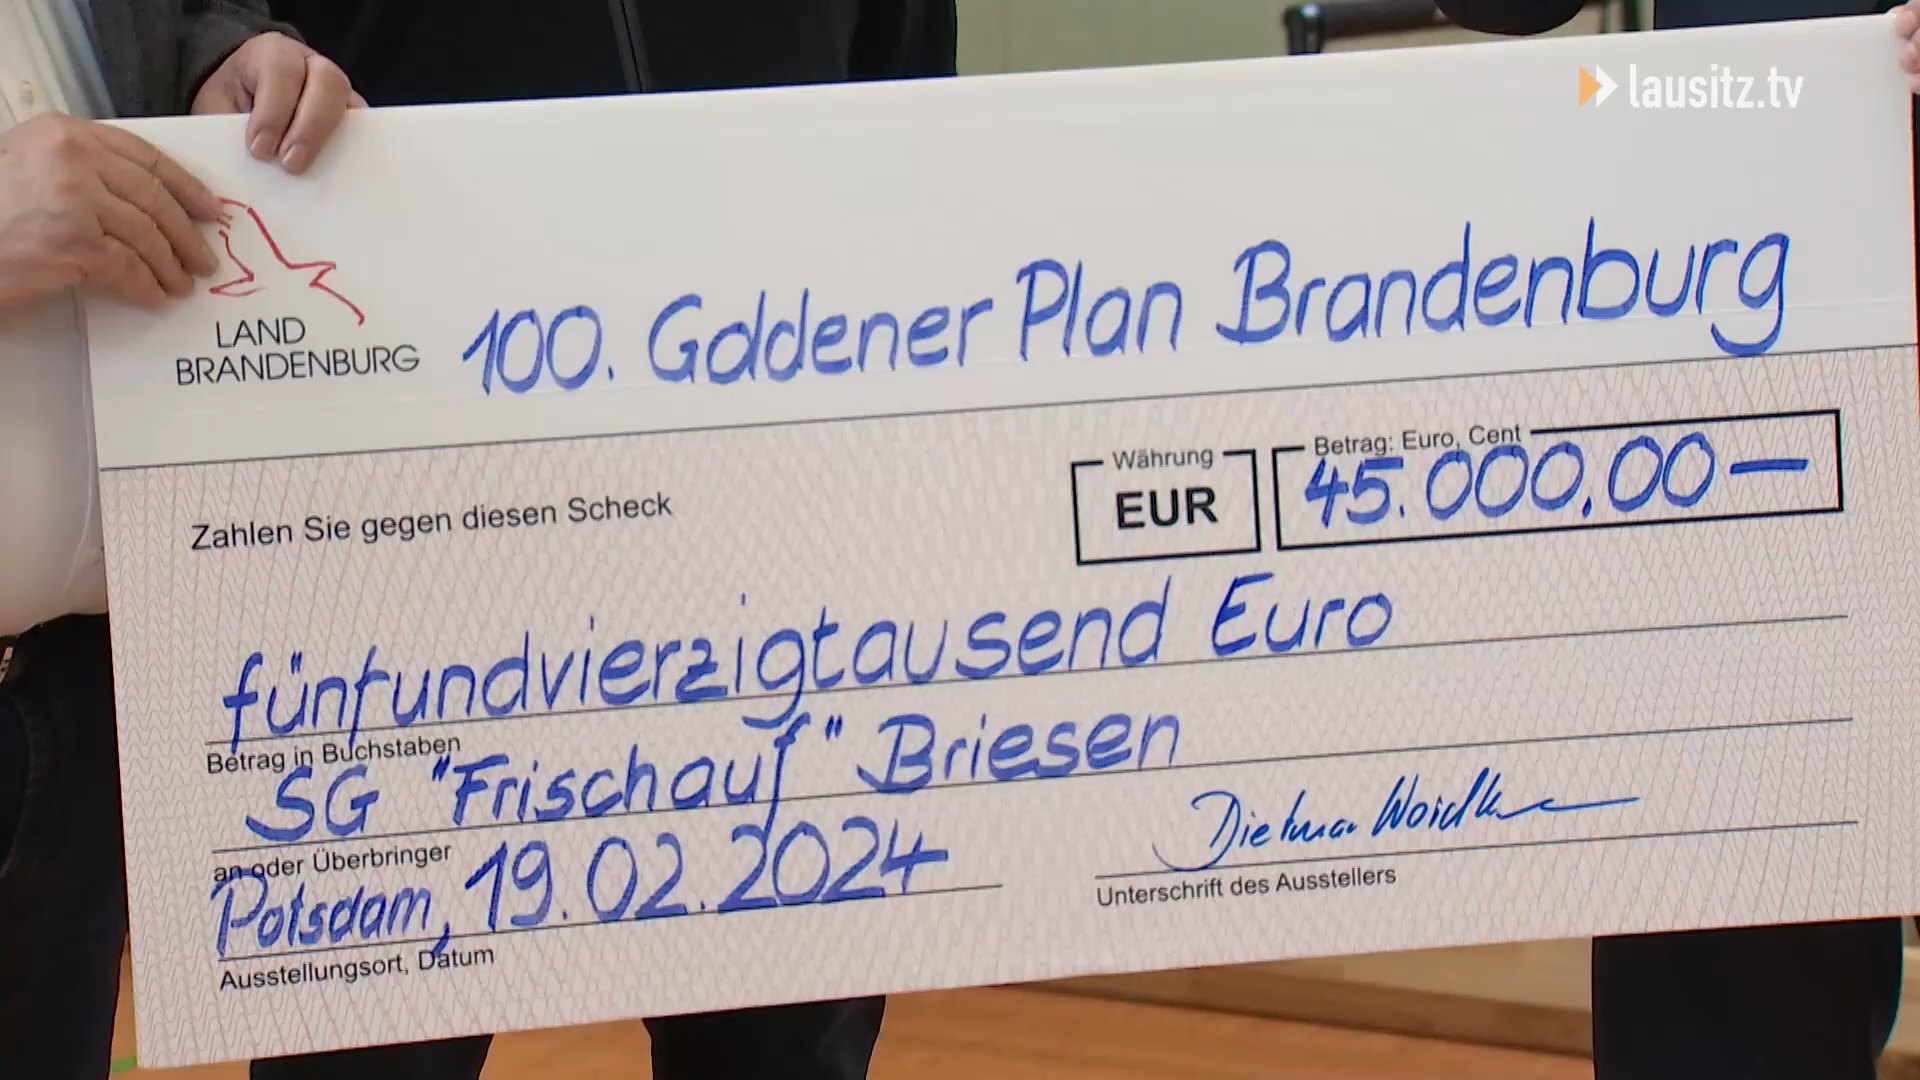 lausitz.tv
LAND
BRANDENBURG
100. Goldener Plan Brandenburg
Zahlen Sie gegen diesen Scheck
Währung
EUR
Betrag: Euro, Cent
45.000,00 —
fünfundvierzigtausend Euro
Betrag in Buchstaben
SG "Frischauf" Briesen
an oder Überbringer
Potsdam, 19.02.2024
Ausstellungsort, Datum
Dietmar Woidke
Unterschrift des Ausstellers